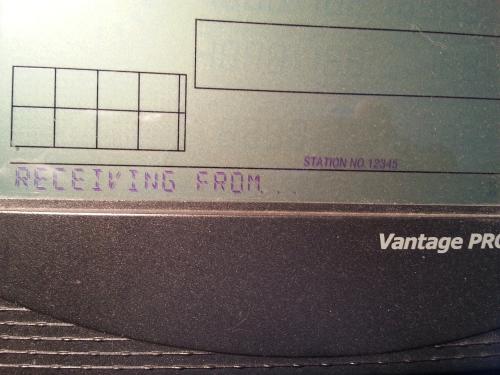 STATION NO. 12345
RECEIVING FROM...
Vantage PRO